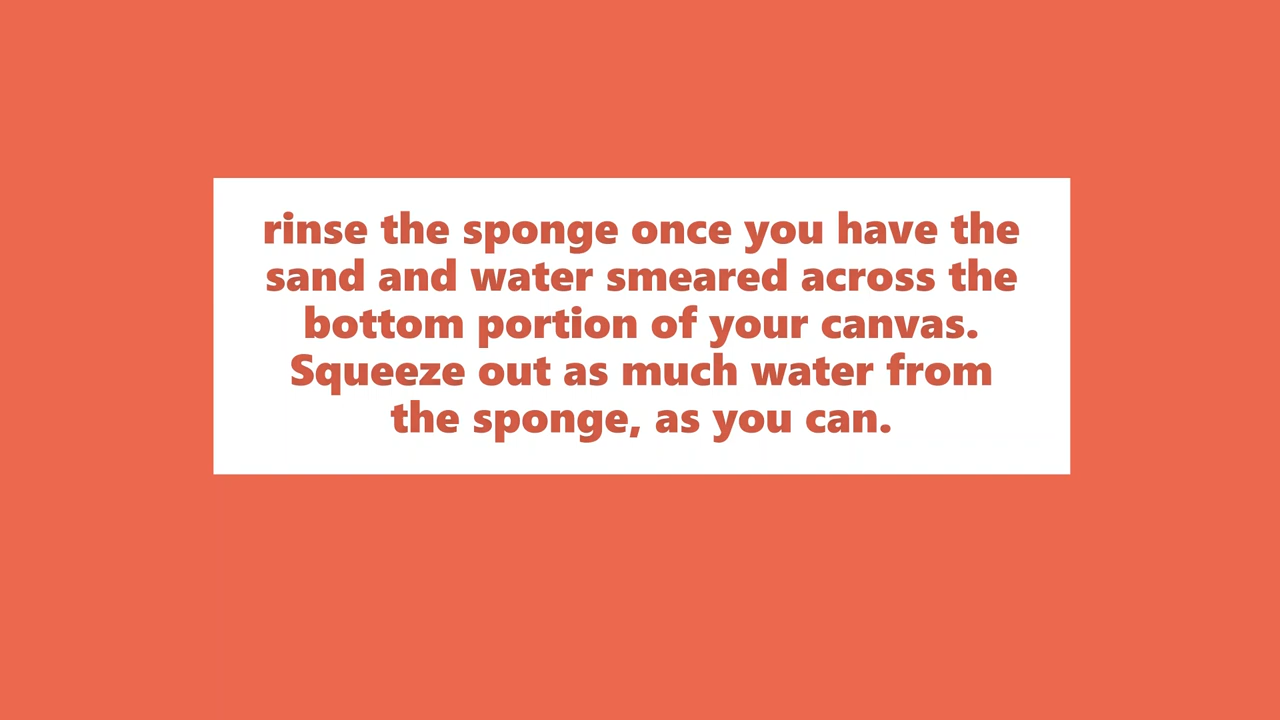 rinse the sponge once you have the
sand and water smeared across the
bottom portion of your canvas.
Squeeze out as much water from
the sponge, as you can.